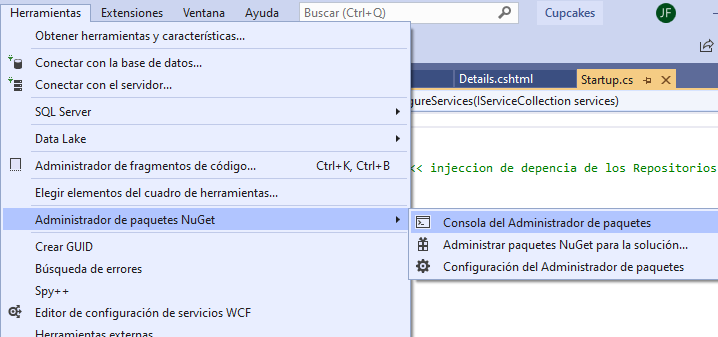 Herramientas Extensiones Ventana Ayuda Buscar (Ctrl+Q) Cupcakes JF
Obtener herramientas y características...
Conectar con la base de datos...
Conectar con el servidor...
Details.cshtml Startup.cs
SQL Server
gureServices(IServiceCollection services)
Data Lake
Administrador de fragmentos de código... Ctrl+K, Ctrl+B
<< injeccion de depencia de los Repositorios
Elegir elementos del cuadro de herramientas...
Administrador de paquetes NuGet
Consola del Administrador de paquetes
Administrar paquetes NuGet para la solución...
Configuración del Administrador de paquetes
Crear GUID
Búsqueda de errores
Spy++
Editor de configuración de servicios WCF
Herramientas externas